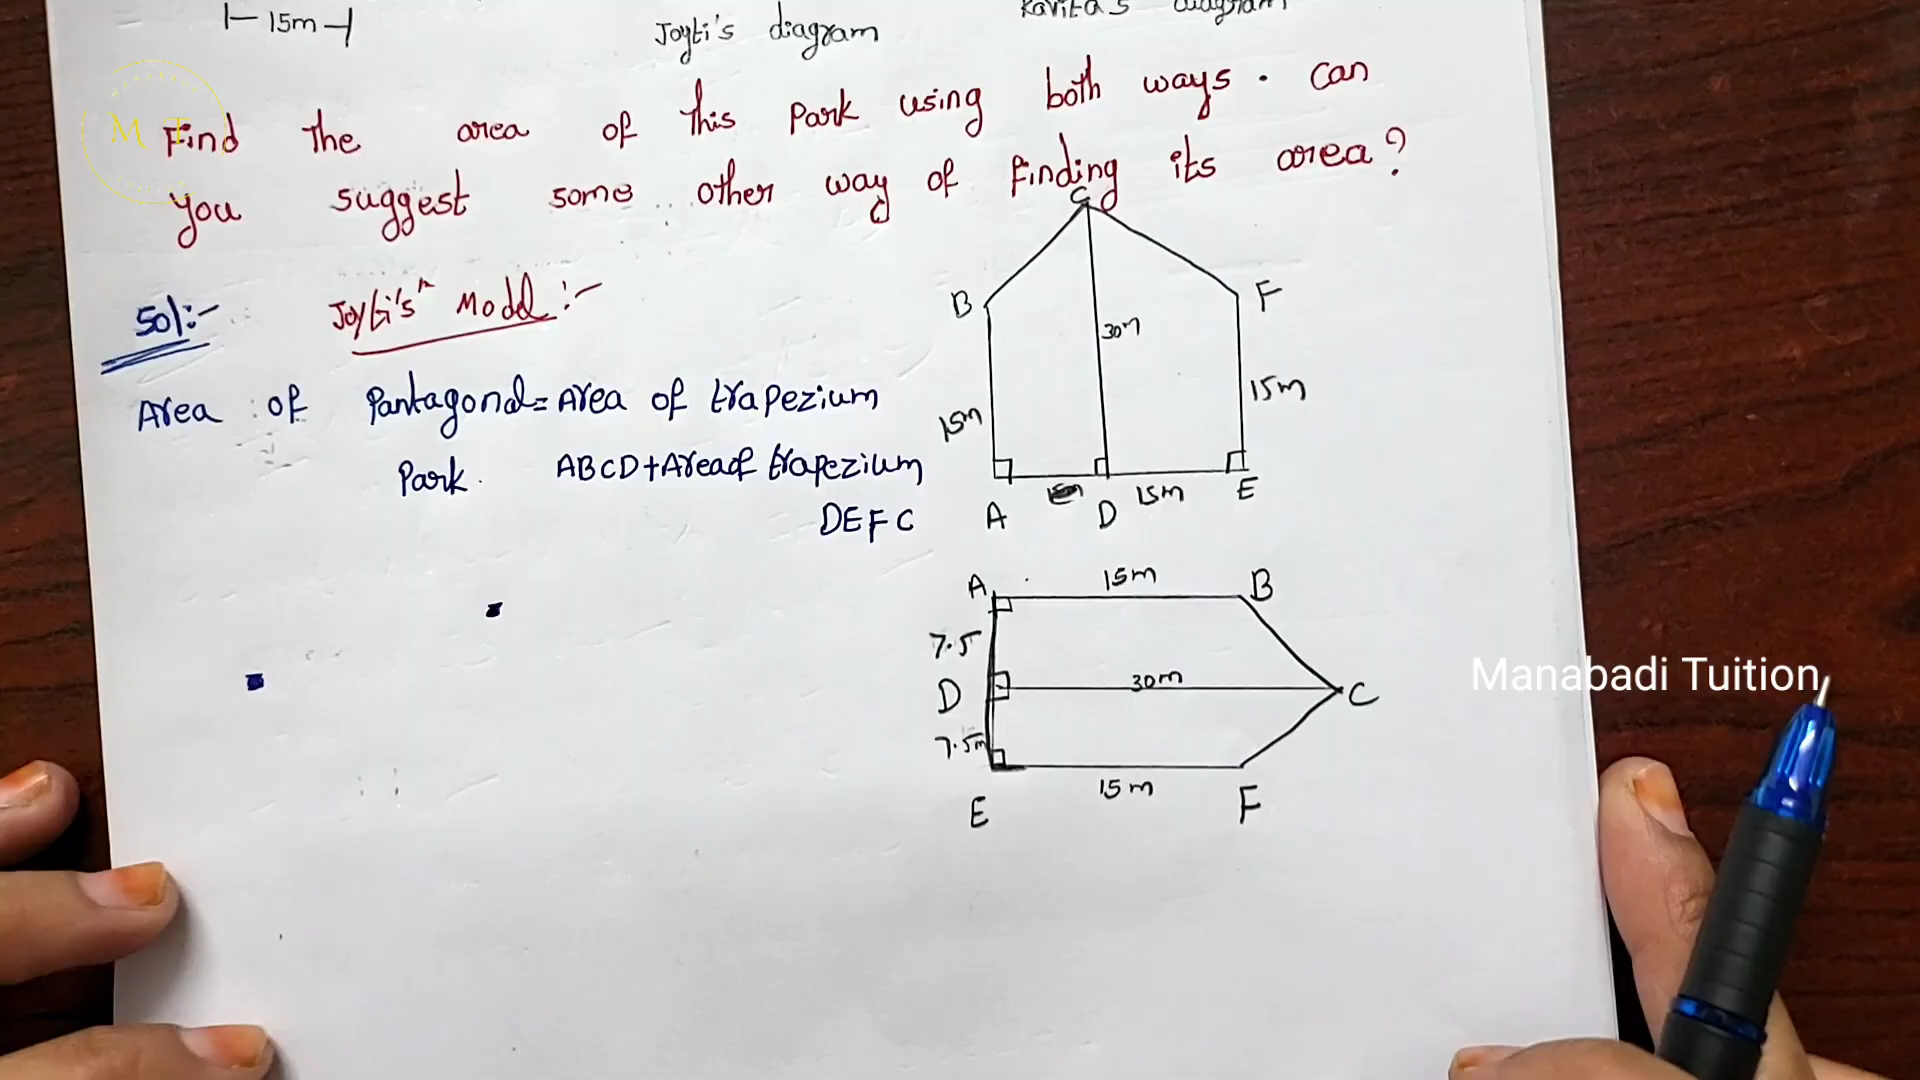 15m
Joyti's diagram
Kavita's diagram
Find the area of this Park using both ways. Can
you suggest some other way of finding its area?
M T
Sol:-
Joyti's Modd :-
Area of Pantagond = Area of trapezium
Park. ABCD + Area of trapezium
DEFC
C
B
F
30m
15m
15m
A
D
15m
E
A
15m
B
7.5
D
30m
C
7.5m
15m
E
F
Manabadi Tuition